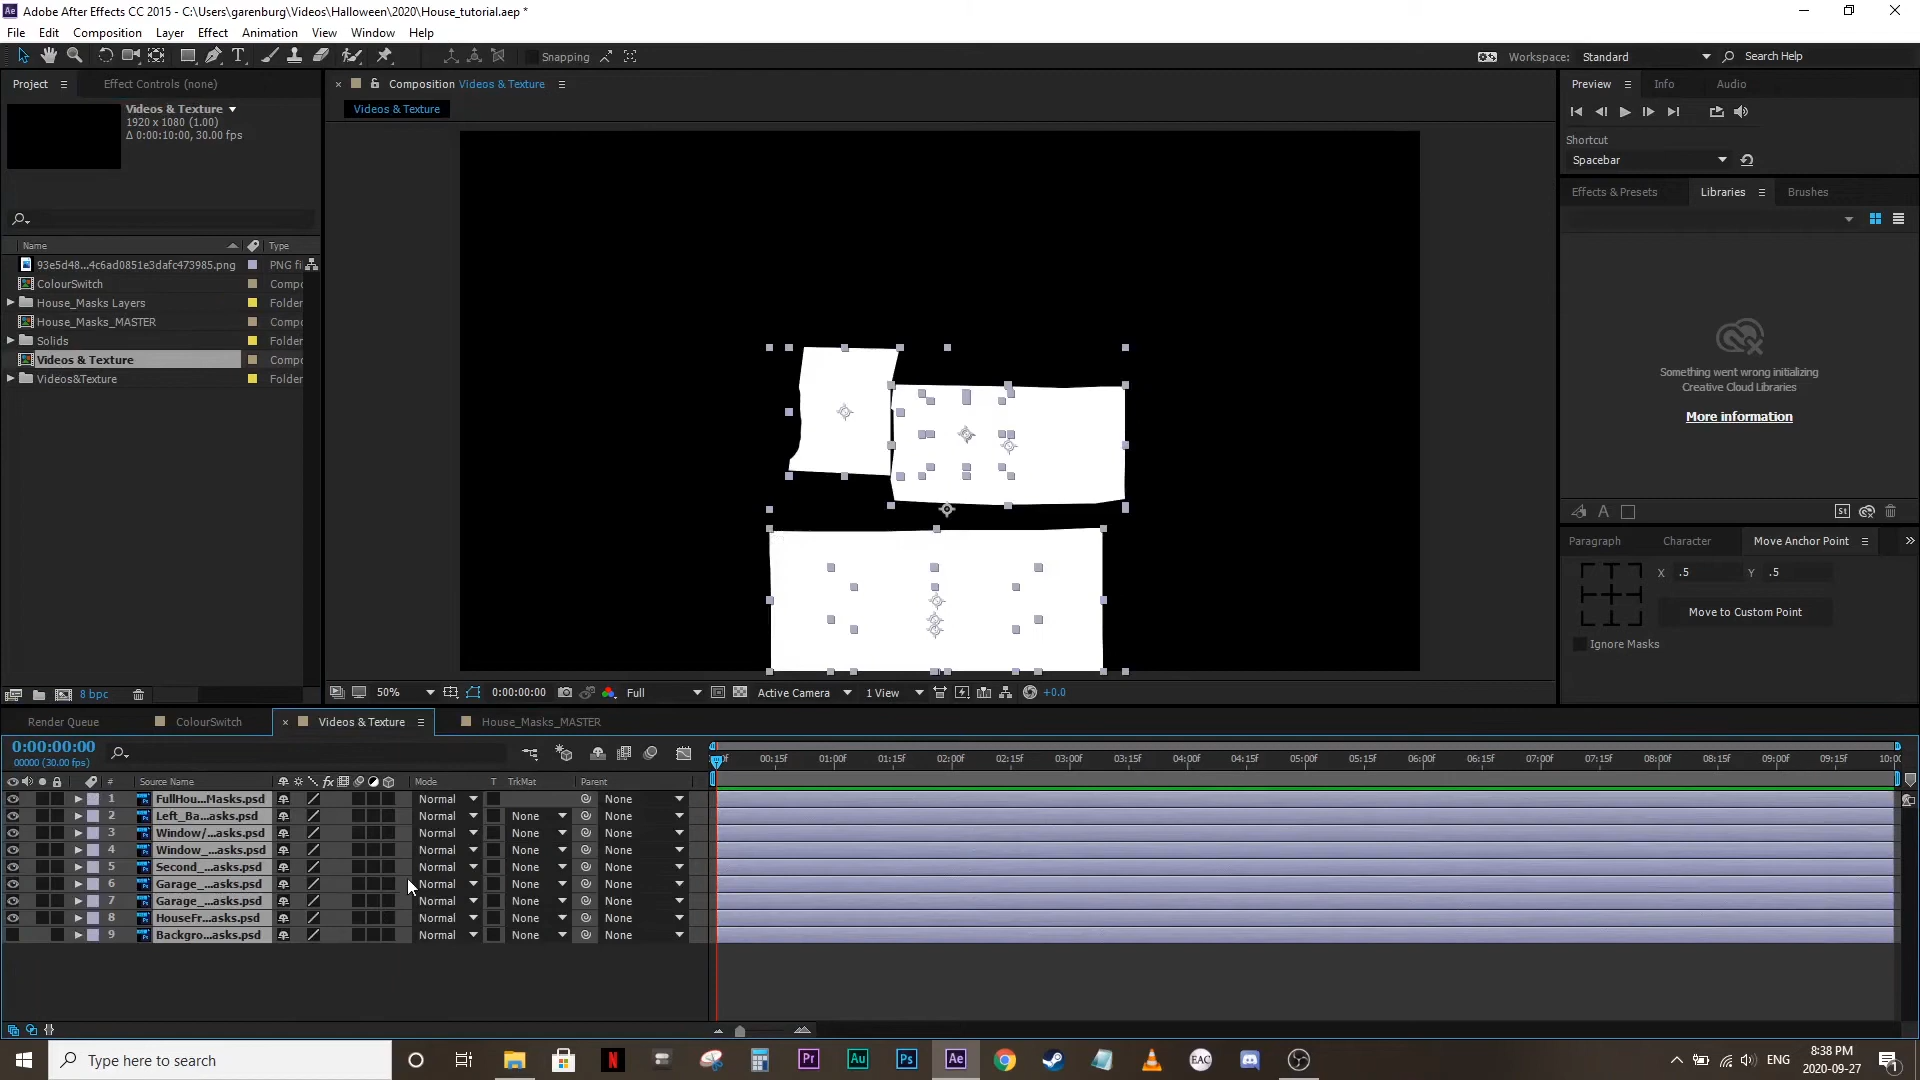 Adobe After Effects CC 2015 - C:\Users\garenburg\Videos\Halloween\2020\House_tutorial.aep *
File Edit Composition Layer Effect Animation View Window Help
Snapping
Workspace: Standard
Search Help
Project
Effect Controls (none)
Videos & Texture
1920 x 1080 (1.00)
Δ 0:00:10:00, 30.00 fps
Name Type
93e5d48...4c6ad0851e3dafc473985.png PNG fi
ColourSwitch Compo
House_Masks Layers Folder
House_Masks_MASTER Compo
Solids Folder
Videos & Texture Compo
Videos&Texture Folder
8 bpc
Composition Videos & Texture
Videos & Texture
50% 0:00:00:00 Full Active Camera 1 View +0.0
Preview Info Audio
Shortcut
Spacebar
Effects & Presets Libraries Brushes
Something went wrong initializing
Creative Cloud Libraries
More information
St
Paragraph Character Move Anchor Point
X .5 Y .5
Move to Custom Point
Ignore Masks
Render Queue ColourSwitch Videos & Texture House_Masks_MASTER
0:00:00:00
00000 (30.00 fps)
00:15f 01:00f 01:15f 02:00f 02:15f 03:00f 03:15f 04:00f 04:15f 05:00f 05:15f 06:00f 06:15f 07:00f 07:15f 08:00f 08:15f 09:00f 09:15f 10:00
# Source Name Mode T TrkMat Parent
1 FullHou...Masks.psd Normal None
2 Left_Ba...asks.psd Normal None None
3 Window/...asks.psd Normal None None
4 Window_...asks.psd Normal None None
5 Second_...asks.psd Normal None None
6 Garage_...asks.psd Normal None None
7 Garage_...asks.psd Normal None None
8 HouseFr...asks.psd Normal None None
9 Backgro...asks.psd Normal None None
Type here to search
ENG
8:38 PM
2020-09-27